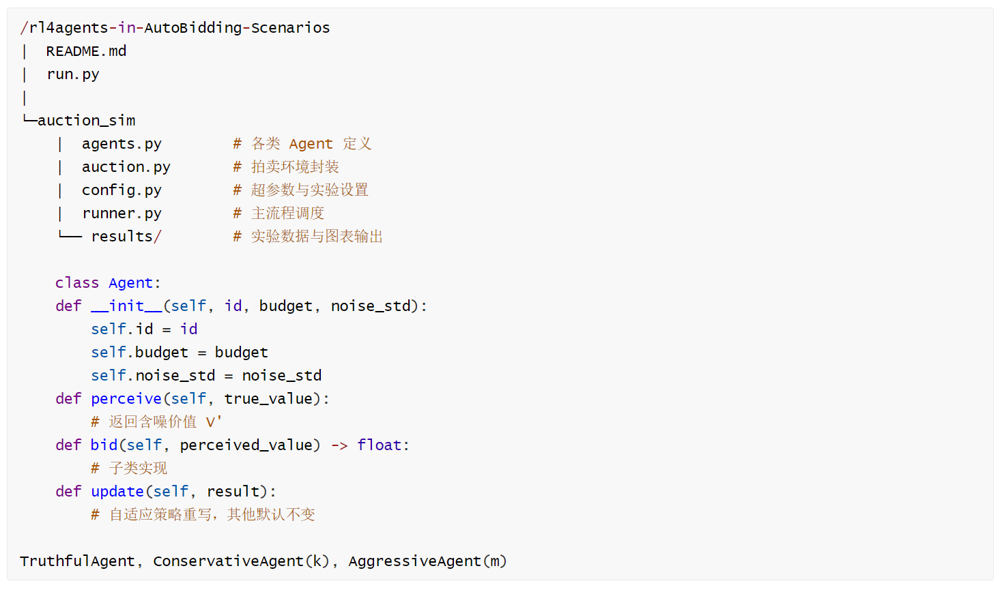 /rl4agents-in-AutoBidding-Scenarios
│  README.md
│  run.py
│
└─auction_sim
    │  agents.py        # 各类 Agent 定义
    │  auction.py       # 拍卖环境封装
    │  config.py        # 超参数与实验设置
    │  runner.py        # 主流程调度
    └── results/        # 实验数据与图表输出

    class Agent:
    def __init__(self, id, budget, noise_std):
        self.id = id
        self.budget = budget
        self.noise_std = noise_std
    def perceive(self, true_value):
        # 返回含噪价值 V'
    def bid(self, perceived_value) -> float:
        # 子类实现
    def update(self, result):
        # 自适应策略重写，其他默认不变

TruthfulAgent, ConservativeAgent(k), AggressiveAgent(m)